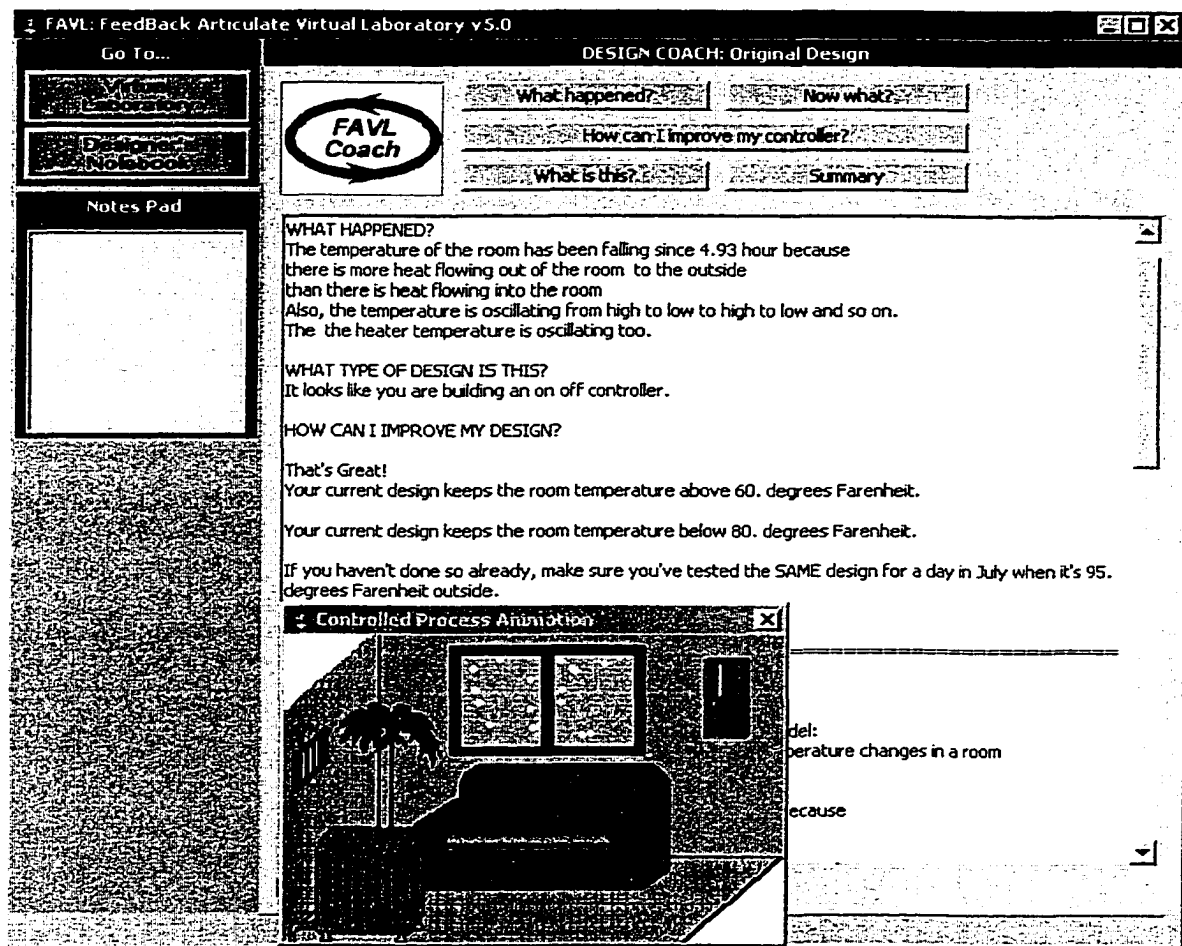 FAVL: FeedBack Articulate Virtual Laboratory v5.0
Go To...
Virtual
Laboratory
Designer's
Notebook
Notes Pad
DESIGN COACH: Original Design
FAVL
Coach
What happened?
Now what?
How can I improve my controller?
What is this?
Summary
WHAT HAPPENED?
The temperature of the room has been falling since 4.93 hour because
there is more heat flowing out of the room to the outside
than there is heat flowing into the room
Also, the temperature is oscillating from high to low to high to low and so on.
The the heater temperature is oscillating too.
WHAT TYPE OF DESIGN IS THIS?
It looks like you are building an on off controller.
HOW CAN I IMPROVE MY DESIGN?
That's Great!
Your current design keeps the room temperature above 60. degrees Farenheit.
Your current design keeps the room temperature below 80. degrees Farenheit.
If you haven't done so already, make sure you've tested the SAME design for a day in July when it's 95.
degrees Farenheit outside.
Controlled Process Animation
del:
perature changes in a room
ecause